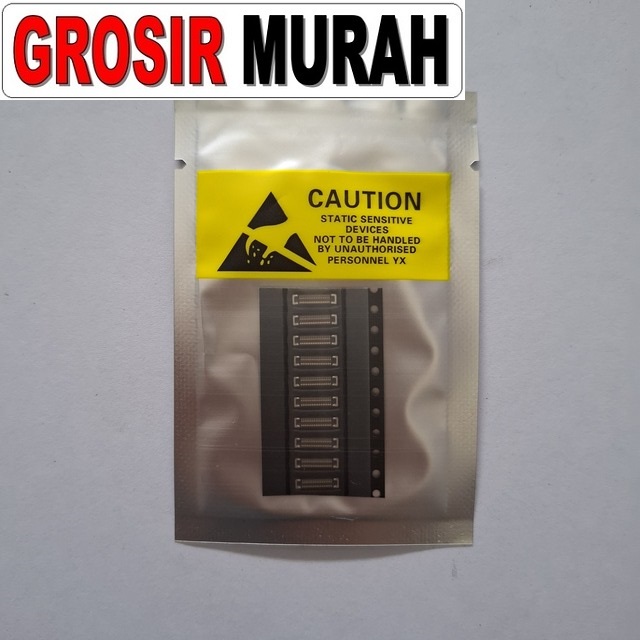 GROSIR MURAH
CAUTION
STATIC SENSITIVE
DEVICES
NOT TO BE HANDLED
BY UNAUTHORISED
PERSONNEL YX